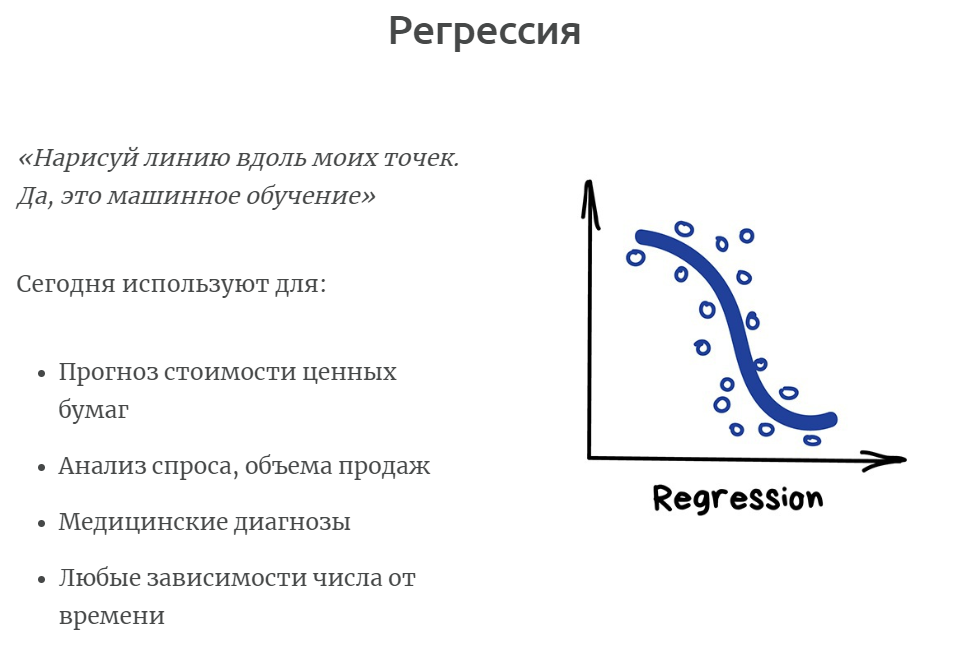 Регрессия
«Нарисуй линию вдоль моих точек.
Да, это машинное обучение»
Сегодня используют для:
• Прогноз стоимости ценных
бумаг
• Анализ спроса, объема продаж
• Медицинские диагнозы
• Любые зависимости числа от
времени
Regression